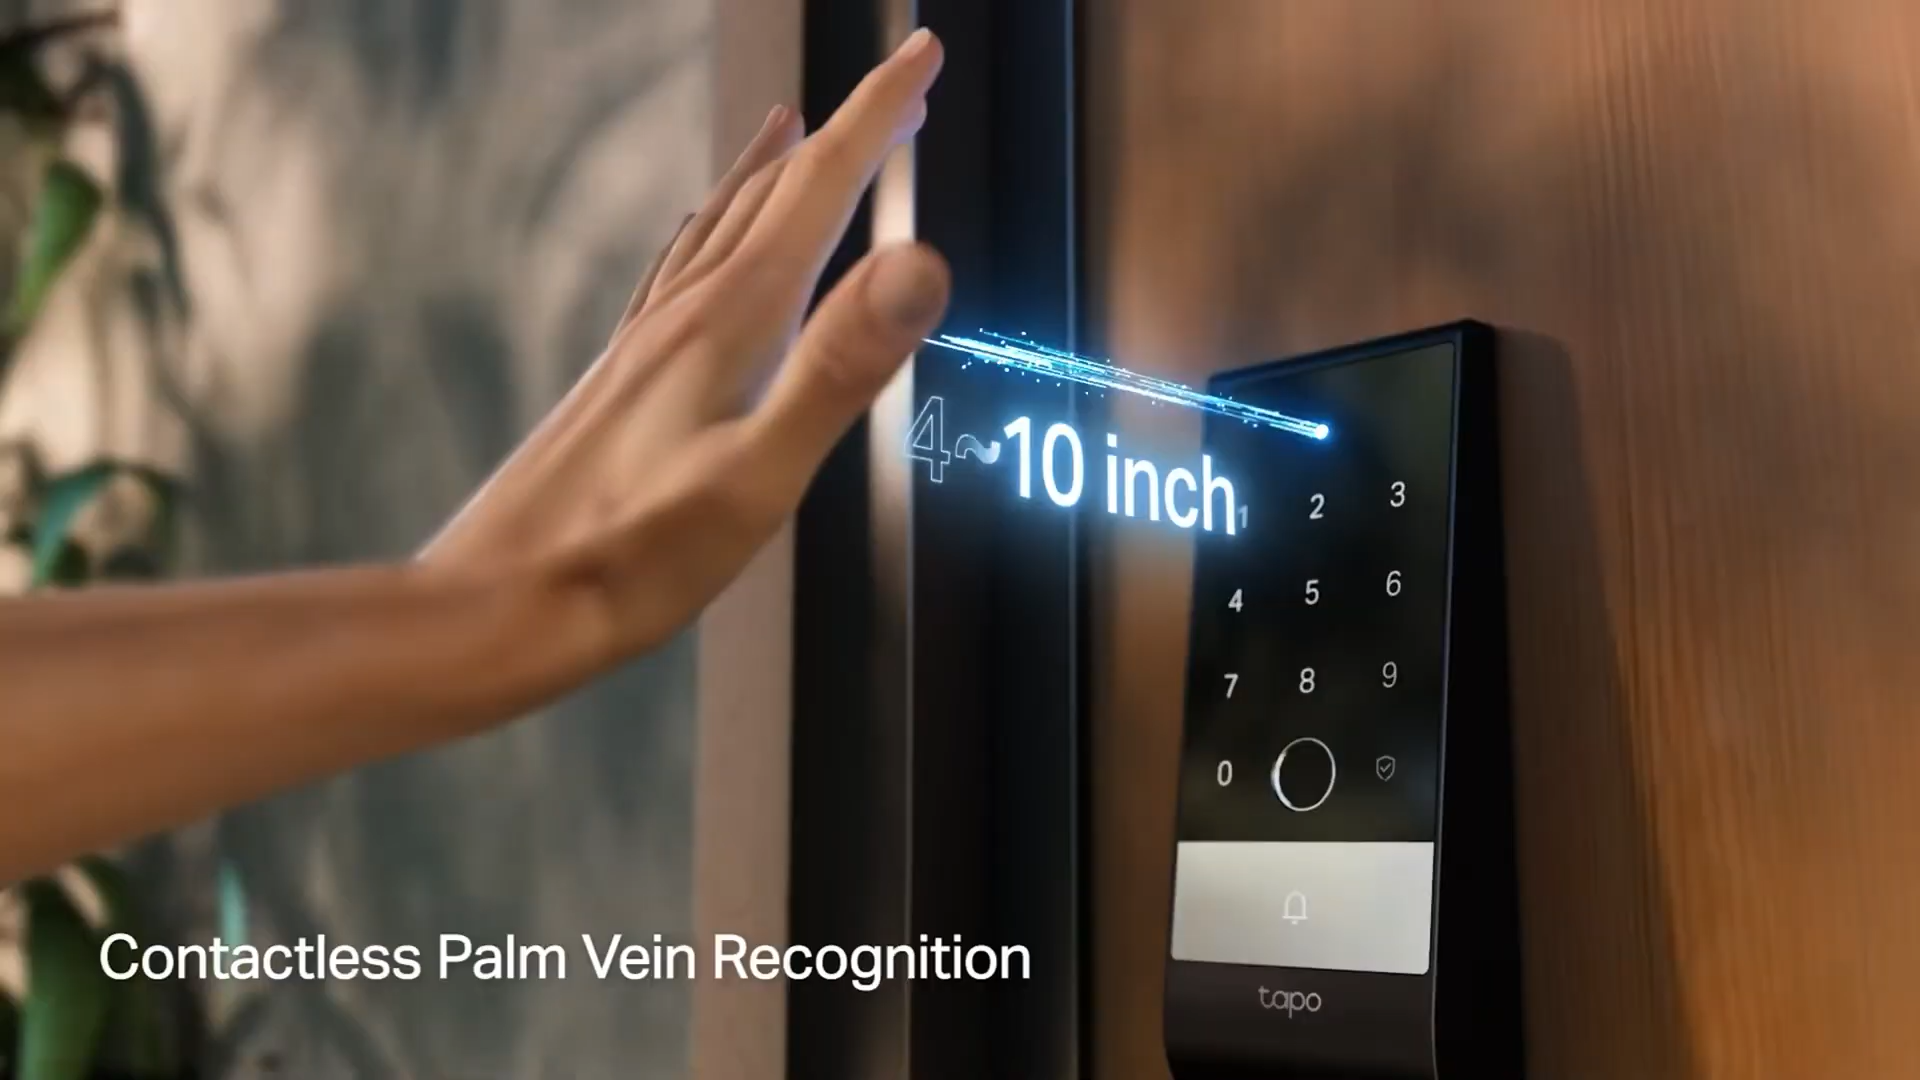 4~10 inch
1 2 3
4 5 6
7 8 9
0
Contactless Palm Vein Recognition
tapo